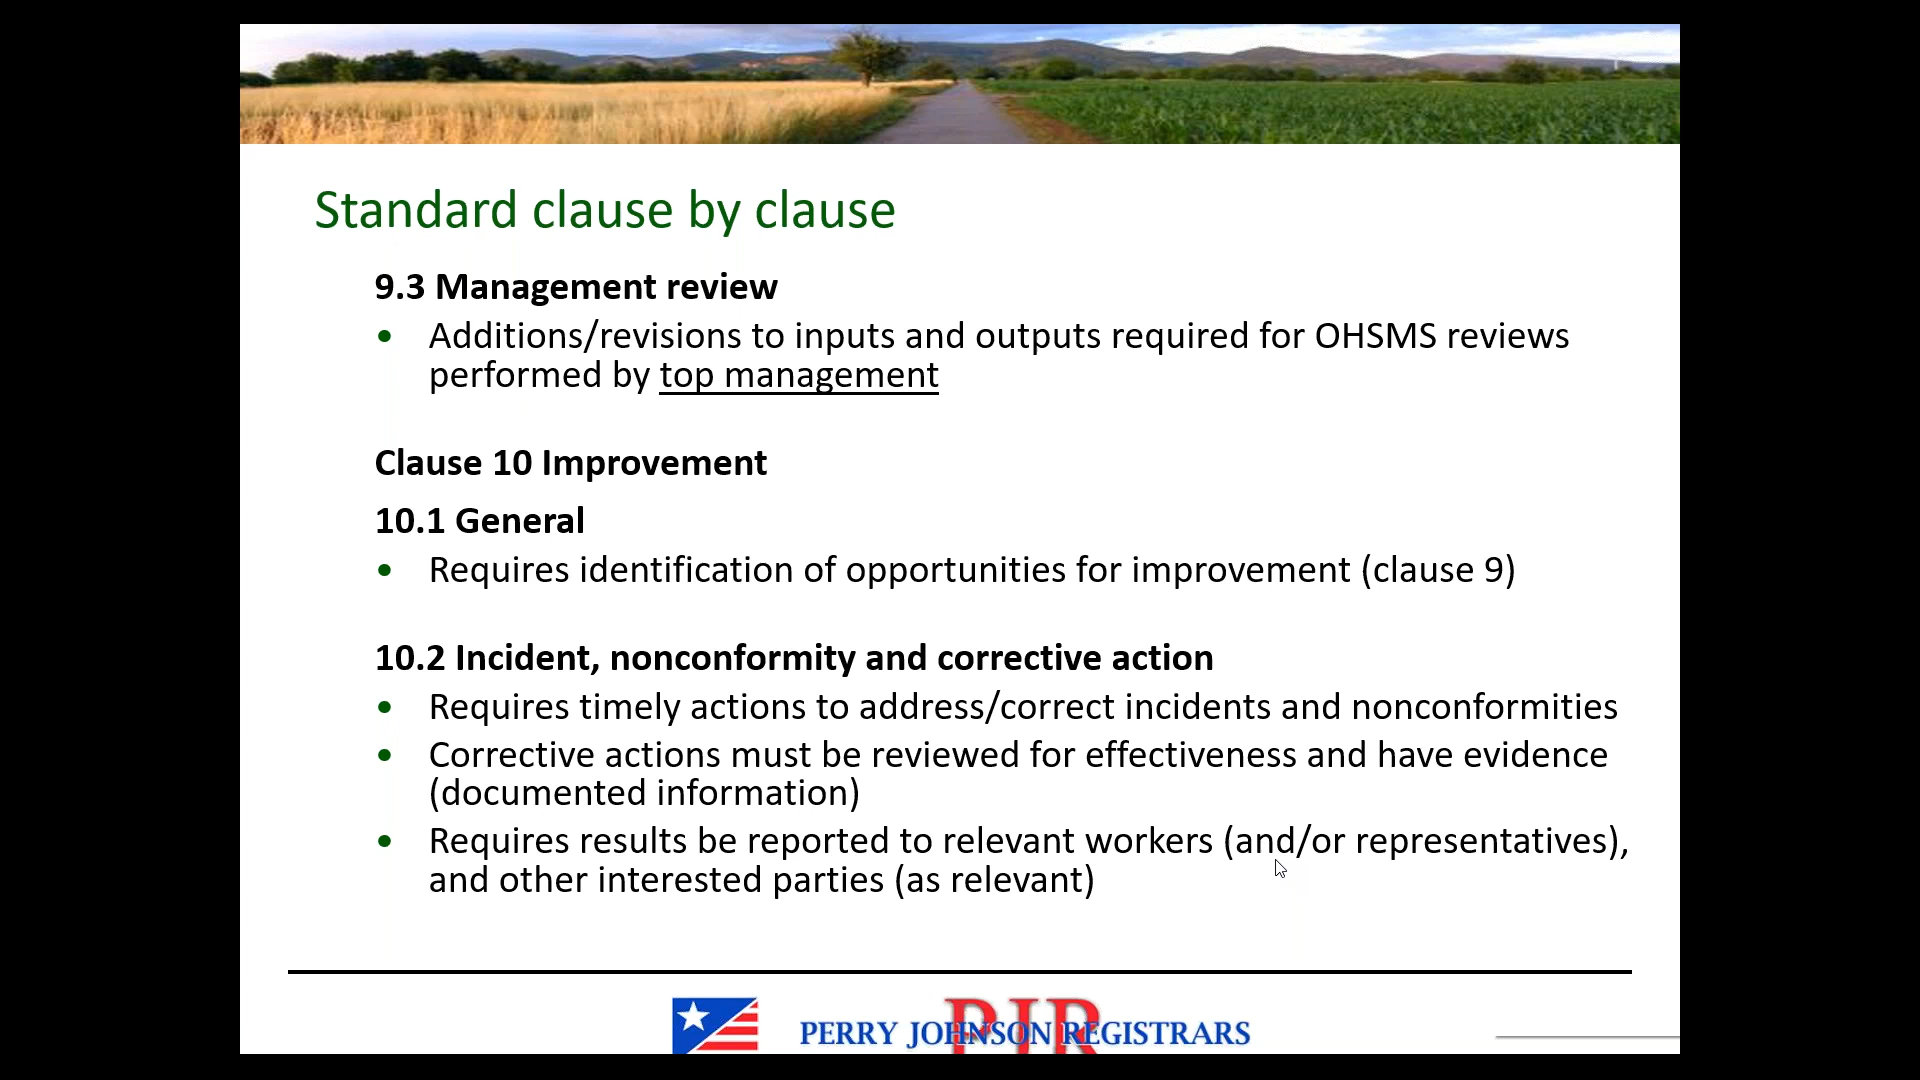 Standard clause by clause
9.3 Management review
• Additions/revisions to inputs and outputs required for OHSMS reviews
performed by top management
Clause 10 Improvement
10.1 General
• Requires identification of opportunities for improvement (clause 9)
10.2 Incident, nonconformity and corrective action
• Requires timely actions to address/correct incidents and nonconformities
• Corrective actions must be reviewed for effectiveness and have evidence
(documented information)
• Requires results be reported to relevant workers (and/or representatives),
and other interested parties (as relevant)
PJR
PERRY JOHNSON REGISTRARS